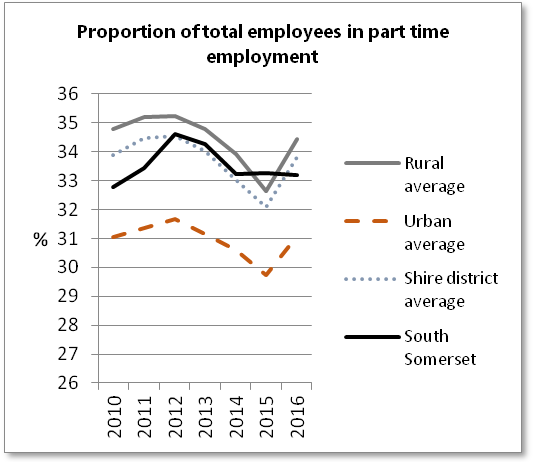 Proportion of total employees in part time
employment
36
35
34
33
32
31
30
29
28
27
26
%
2010
2011
2012
2013
2014
2015
2016
Rural
average
Urban
average
Shire district
average
South
Somerset